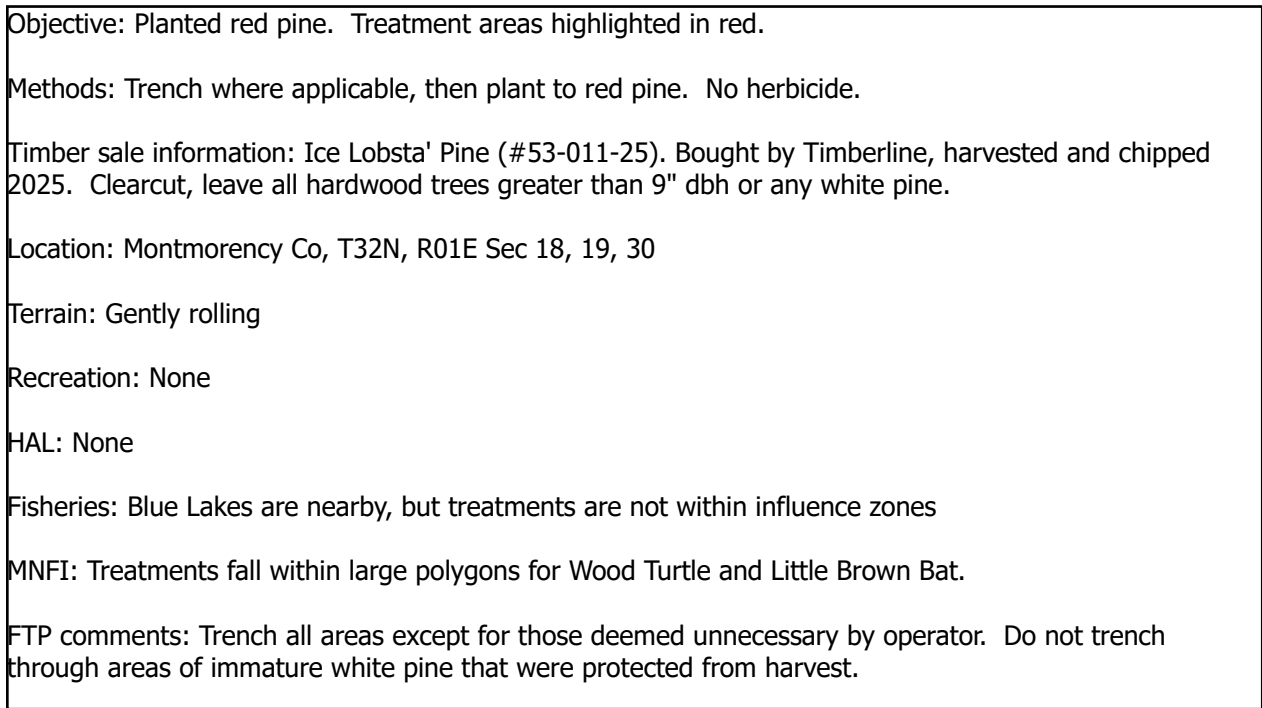 Objective: Planted red pine.  Treatment areas highlighted in red.
Methods: Trench where applicable, then plant to red pine.  No herbicide.
Timber sale information: Ice Lobsta' Pine (#53-011-25). Bought by Timberline, harvested and chipped
2025.  Clearcut, leave all hardwood trees greater than 9" dbh or any white pine.
Location: Montmorency Co, T32N, R01E Sec 18, 19, 30
Terrain: Gently rolling
Recreation: None
HAL: None
Fisheries: Blue Lakes are nearby, but treatments are not within influence zones
MNFI: Treatments fall within large polygons for Wood Turtle and Little Brown Bat.
FTP comments: Trench all areas except for those deemed unnecessary by operator.  Do not trench
through areas of immature white pine that were protected from harvest.